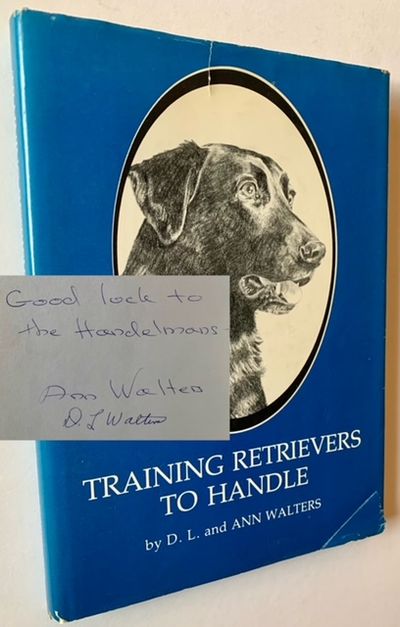 Good luck to
the Handelmans
Ann Walters
D. L Walters
TRAINING RETRIEVERS
TO HANDLE
by D. L. and ANN WALTERS